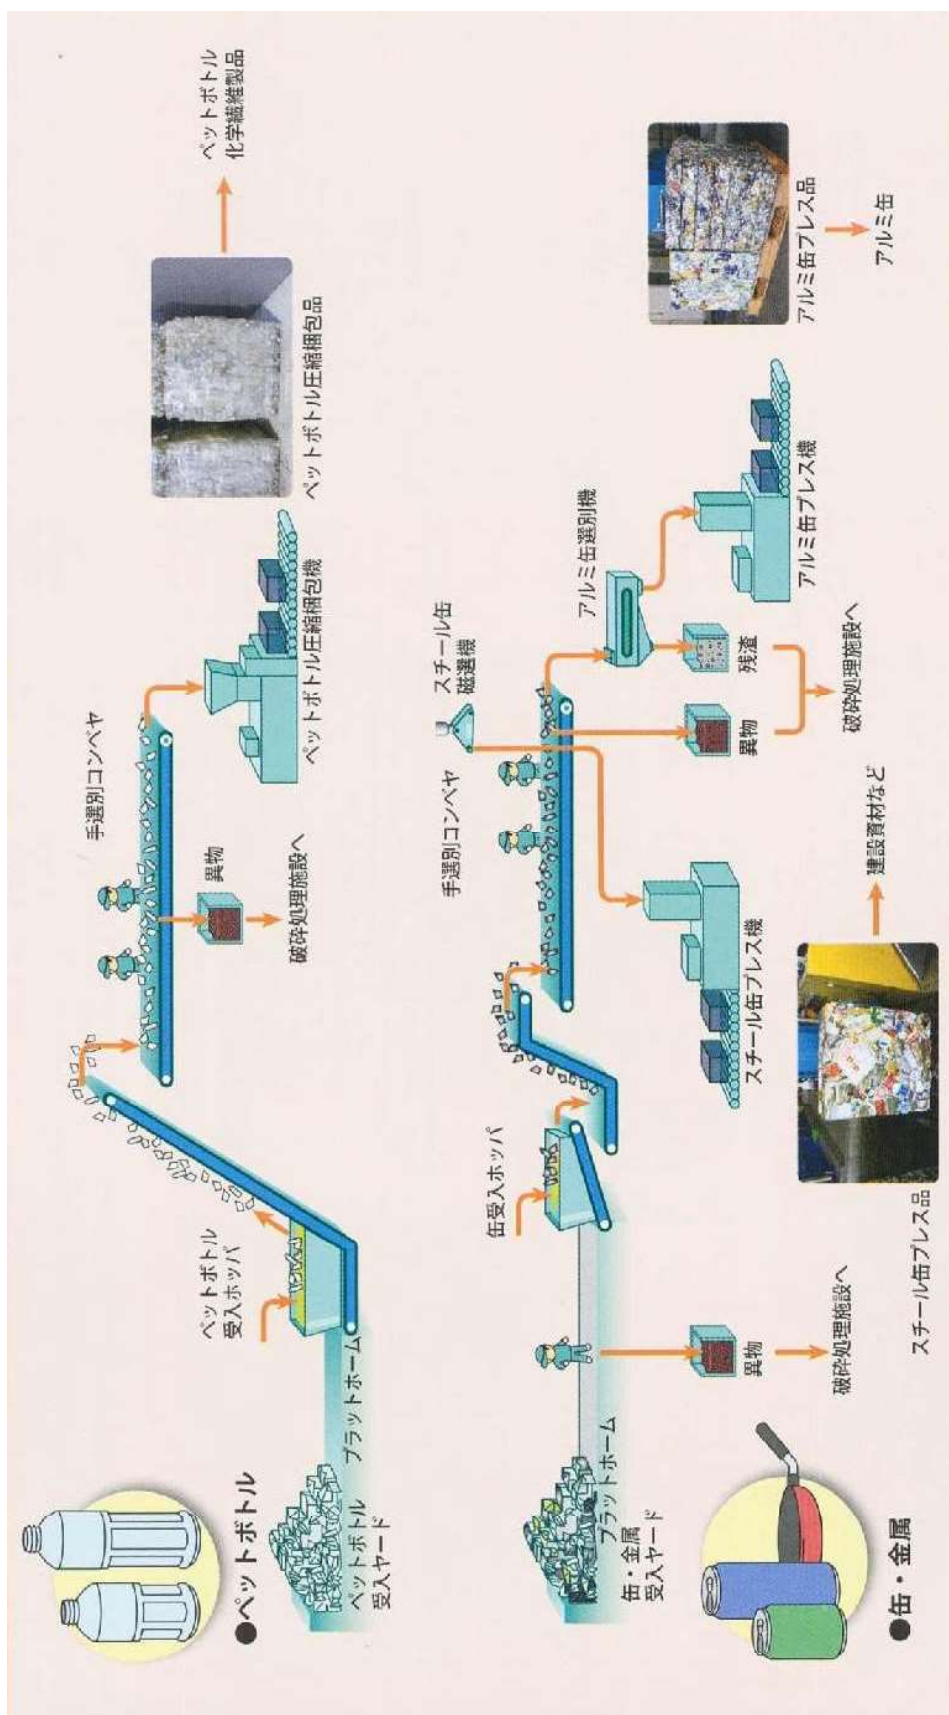 ●ペットボトル
ペットボトル
受入ヤード
プラットホーム
ペットボトル
受入ホッパ
手選別コンベヤ
異物
破砕処理施設へ
ペットボトル圧縮梱包機
ペットボトル圧縮梱包品
ペットボトル
化学繊維製品
●缶・金属
缶・金属
受入ヤード
プラットホーム
異物
破砕処理施設へ
缶受入ホッパ
手選別コンベヤ
スチール缶
磁選機
スチール缶プレス機
スチール缶プレス品
建設資材など
アルミ缶選別機
異物
残渣
破砕処理施設へ
アルミ缶プレス機
アルミ缶プレス品
アルミ缶